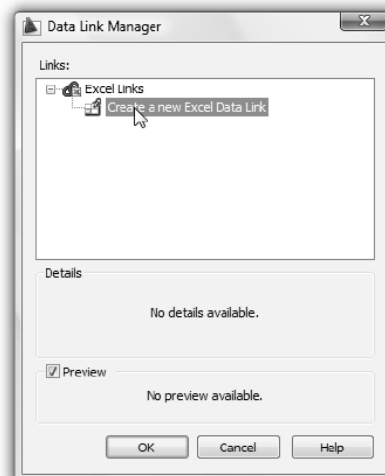 Data Link Manager
Links:
Excel Links
Create a new Excel Data Link
Details
No details available.
Preview
No preview available.
OK Cancel Help